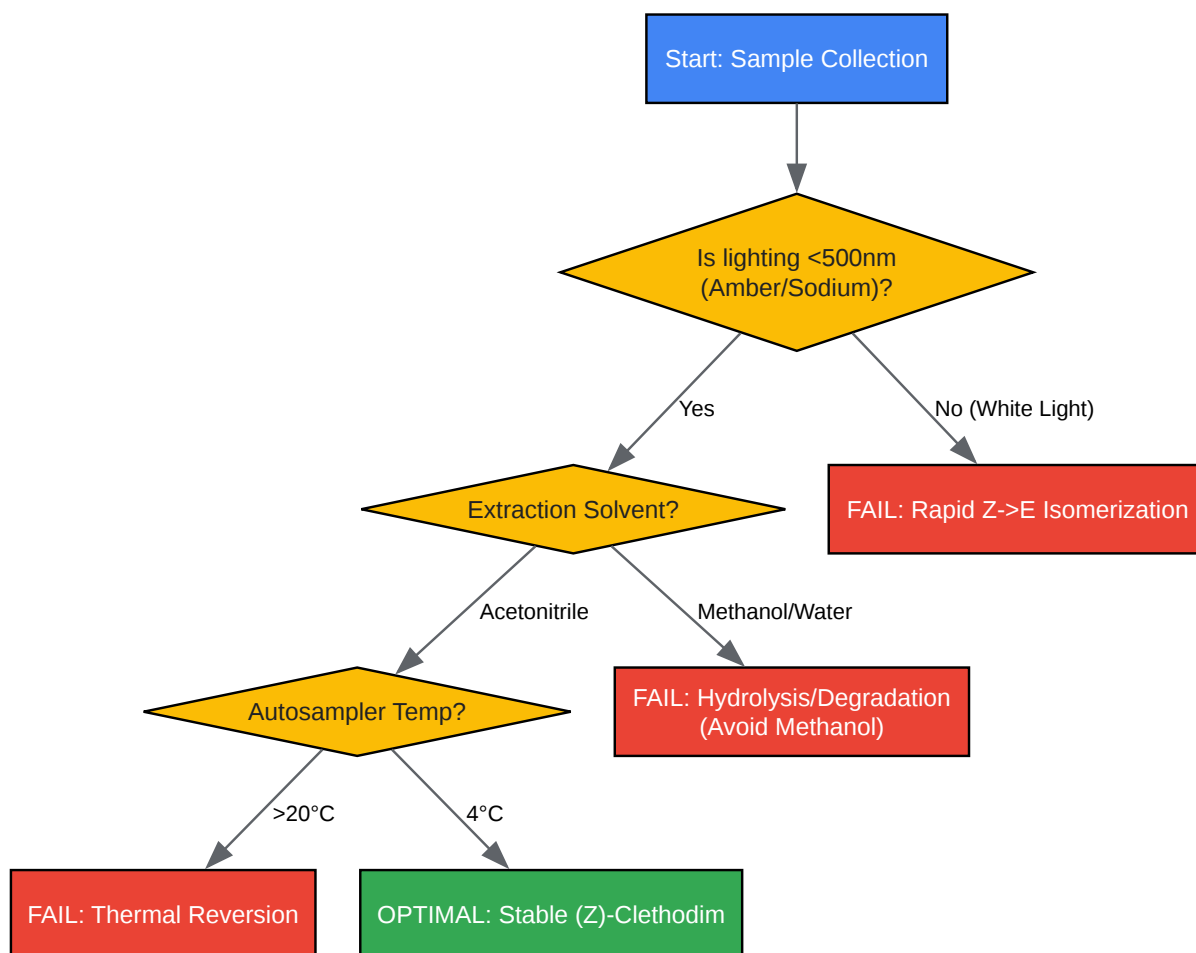 Start: Sample Collection
Is lighting <500nm
(Amber/Sodium)?
Yes
No (White Light)
Extraction Solvent?
FAIL: Rapid Z->E Isomerization
Acetonitrile
Methanol/Water
Autosampler Temp?
FAIL: Hydrolysis/Degradation
(Avoid Methanol)
>20°C
4°C
FAIL: Thermal Reversion
OPTIMAL: Stable (Z)-Clethodim